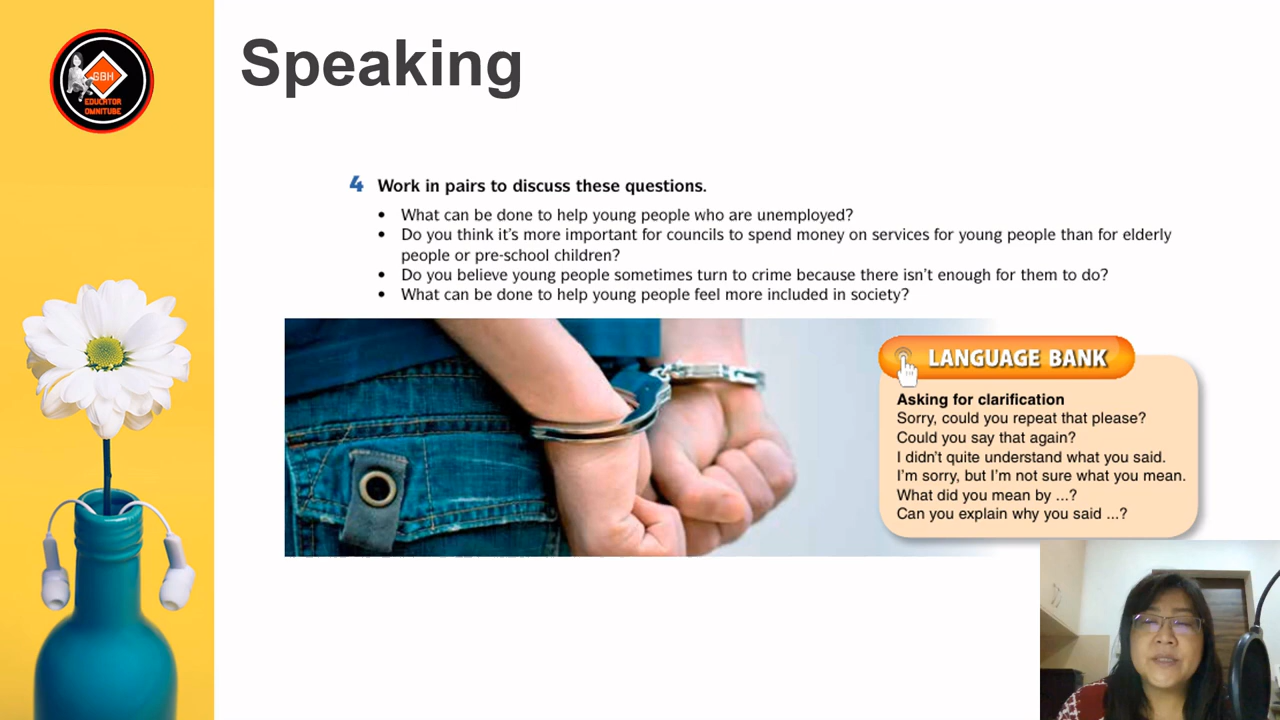 GBH
EDUCATOR
OMNITUBE
Speaking
4 Work in pairs to discuss these questions.
• What can be done to help young people who are unemployed?
• Do you think it's more important for councils to spend money on services for young people than for elderly
people or pre-school children?
• Do you believe young people sometimes turn to crime because there isn't enough for them to do?
• What can be done to help young people feel more included in society?
LANGUAGE BANK
Asking for clarification
Sorry, could you repeat that please?
Could you say that again?
I didn't quite understand what you said.
I'm sorry, but I'm not sure what you mean.
What did you mean by ...?
Can you explain why you said ...?